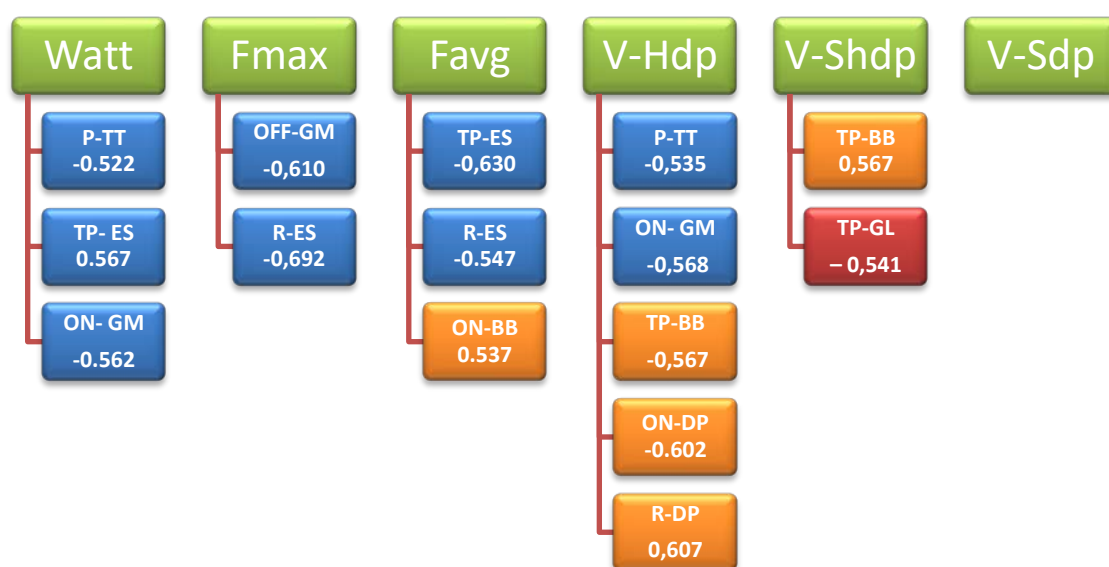 Watt
P-TT
-0.522
TP- ES
0.567
ON- GM
-0.562
Fmax
OFF-GM
-0,610
R-ES
-0,692
Favg
TP-ES
-0,630
R-ES
-0.547
ON-BB
0.537
V-Hdp
P-TT
-0,535
ON- GM
-0,568
TP-BB
-0,567
ON-DP
-0.602
R-DP
0,607
V-Shdp
TP-BB
0,567
TP-GL
– 0,541
V-Sdp